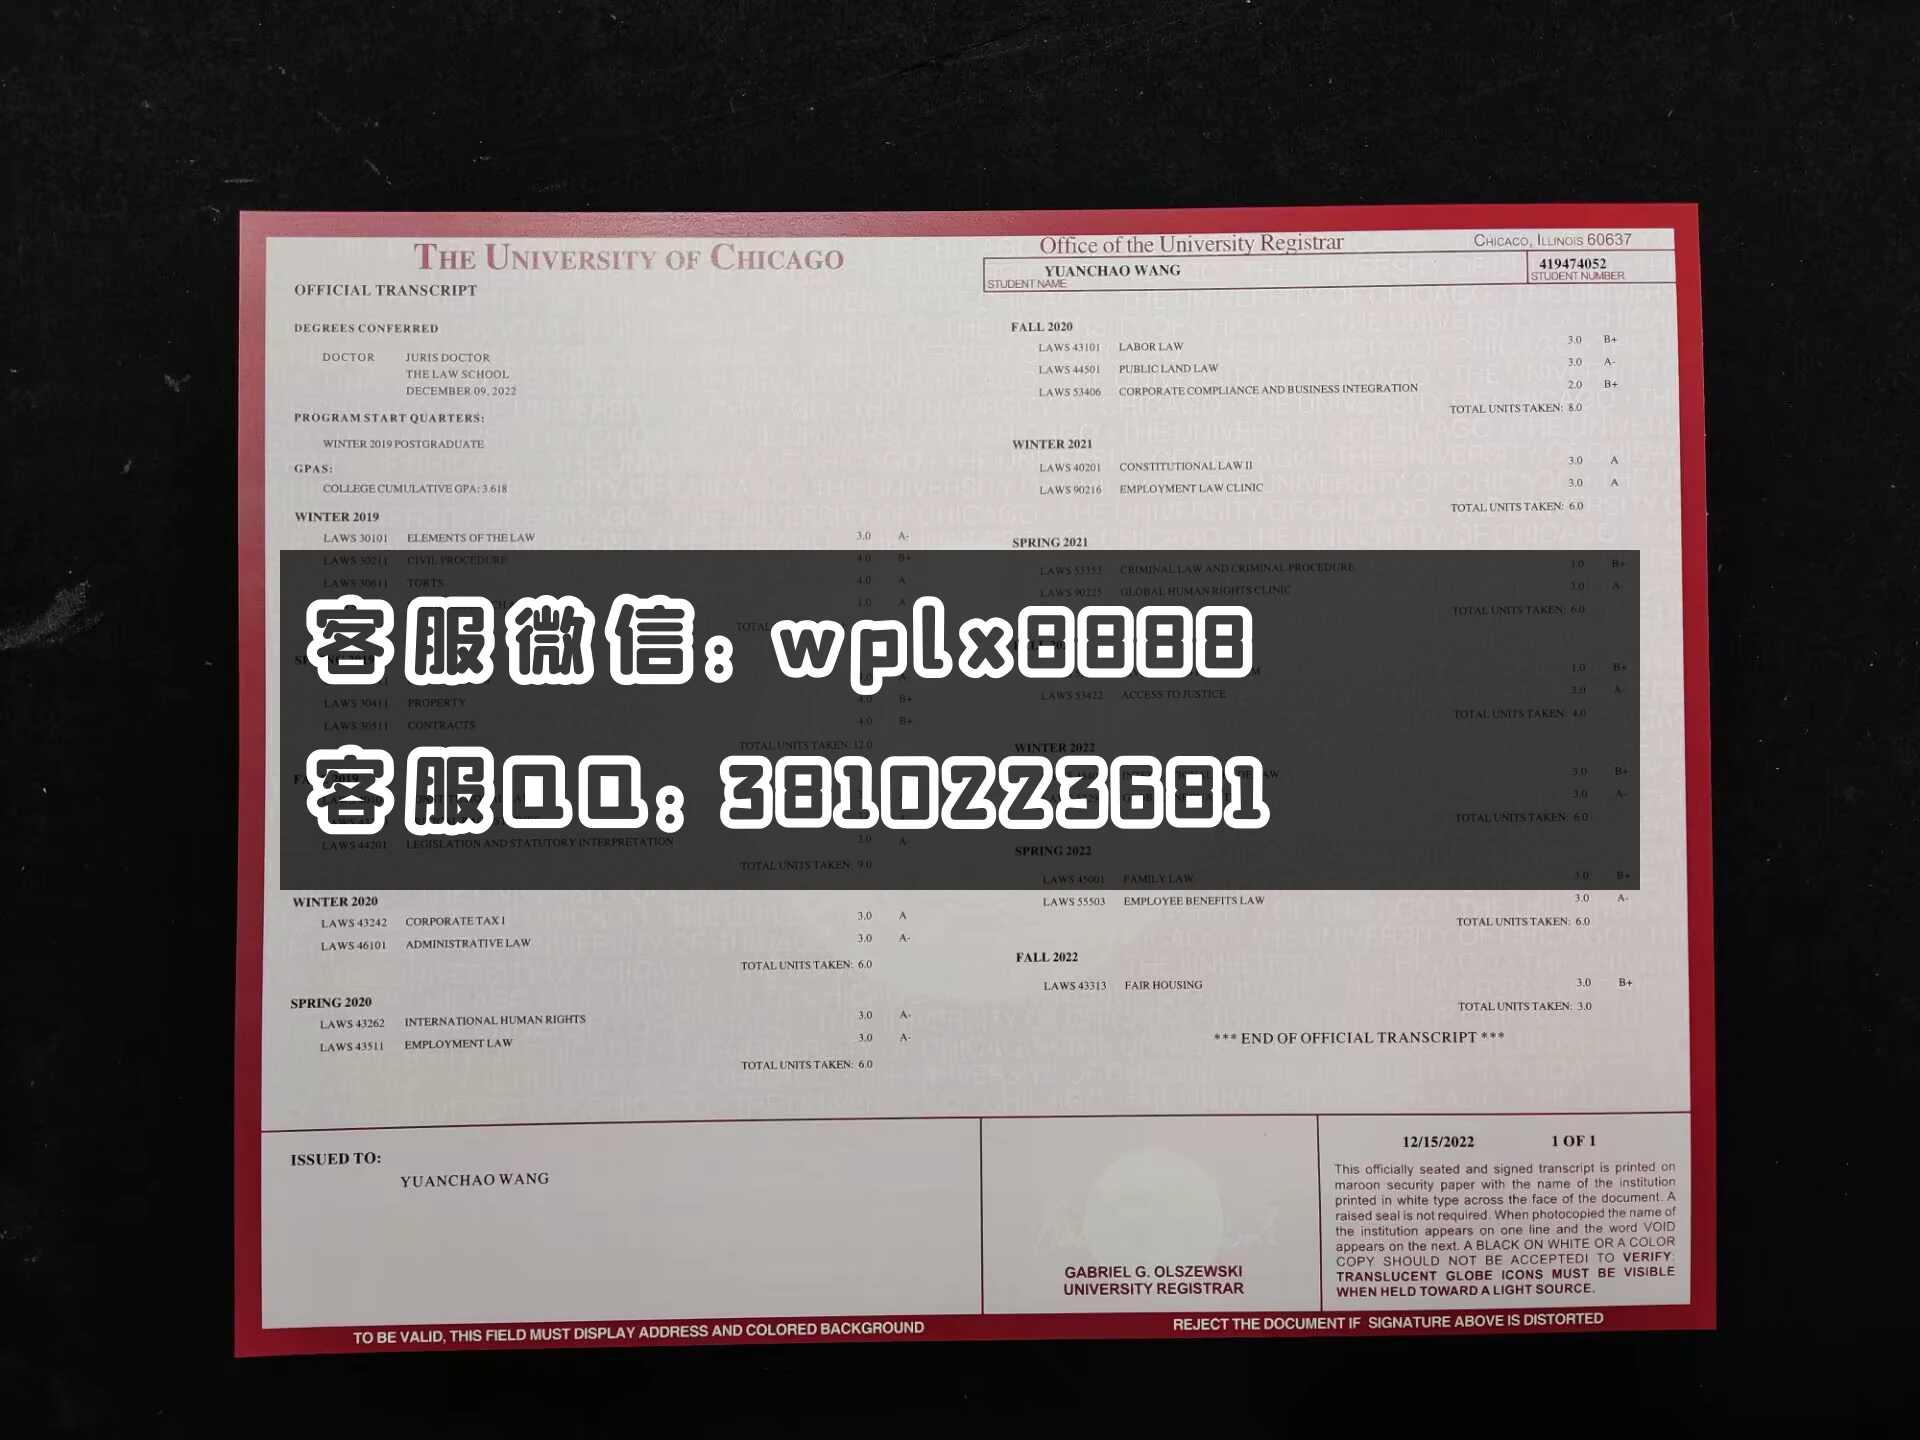 THE UNIVERSITY OF CHICAGO
Office of the University Registrar
CHICAGO, ILLINOIS 60637
YUANCHAO WANG
STUDENT NAME
419474052
STUDENT NUMBER
OFFICIAL TRANSCRIPT
DEGREES CONFERRED
DOCTOR JURIS DOCTOR
THE LAW SCHOOL
DECEMBER 09, 2022
PROGRAM START QUARTERS:
WINTER 2019 POSTGRADUATE
GPAS:
COLLEGE CUMULATIVE GPA: 3.618
WINTER 2019
LAWS 30101 ELEMENTS OF THE LAW 3.0 A-
LAWS 30211 CIVIL PROCEDURE 4.0 B+
LAWS 30611 TORTS 4.0 A
1.0 A
TOTAL
客服微信: wplx8888
SPRING 2019
LAWS 30411 PROPERTY 4.0 B+
LAWS 30511 CONTRACTS 4.0 B+
TOTAL UNITS TAKEN: 12.0
客服QQ: 3810223681
FALL 2019
LAWS 44201 LEGISLATION AND STATUTORY INTERPRETATION 3.0 A-
TOTAL UNITS TAKEN: 9.0
WINTER 2020
LAWS 43242 CORPORATE TAX I 3.0 A
LAWS 46101 ADMINISTRATIVE LAW 3.0 A-
TOTAL UNITS TAKEN: 6.0
SPRING 2020
LAWS 43262 INTERNATIONAL HUMAN RIGHTS 3.0 A-
LAWS 43511 EMPLOYMENT LAW 3.0 A-
TOTAL UNITS TAKEN: 6.0
FALL 2020
LAWS 43101 LABOR LAW 3.0 B+
LAWS 44501 PUBLIC LAND LAW 3.0 A-
LAWS 53406 CORPORATE COMPLIANCE AND BUSINESS INTEGRATION 2.0 B+
TOTAL UNITS TAKEN: 8.0
WINTER 2021
LAWS 40201 CONSTITUTIONAL LAW II 3.0 A
LAWS 90216 EMPLOYMENT LAW CLINIC 3.0 A
TOTAL UNITS TAKEN: 6.0
SPRING 2021
LAWS 53353 CRIMINAL LAW AND CRIMINAL PROCEDURE 3.0 B+
LAWS 90225 GLOBAL HUMAN RIGHTS CLINIC 3.0 A-
TOTAL UNITS TAKEN: 6.0
1.0 B+
LAWS 53422 ACCESS TO JUSTICE 3.0 A-
TOTAL UNITS TAKEN: 4.0
WINTER 2022
3.0 B+
3.0 A-
TOTAL UNITS TAKEN: 6.0
SPRING 2022
LAWS 45001 FAMILY LAW 3.0 B+
LAWS 55503 EMPLOYEE BENEFITS LAW 3.0 A-
TOTAL UNITS TAKEN: 6.0
FALL 2022
LAWS 43313 FAIR HOUSING 3.0 B+
TOTAL UNITS TAKEN: 3.0
*** END OF OFFICIAL TRANSCRIPT ***
ISSUED TO:
YUANCHAO WANG
GABRIEL G. OLSZEWSKI
UNIVERSITY REGISTRAR
12/15/2022 1 OF 1
This officially seated and signed transcript is printed on
maroon security paper with the name of the institution
printed in white type across the face of the document. A
raised seal is not required. When photocopied the name of
the institution appears on one line and the word VOID
appears on the next. A BLACK ON WHITE OR A COLOR
COPY SHOULD NOT BE ACCEPTEDI TO VERIFY:
TRANSLUCENT GLOBE ICONS MUST BE VISIBLE
WHEN HELD TOWARD A LIGHT SOURCE.
TO BE VALID, THIS FIELD MUST DISPLAY ADDRESS AND COLORED BACKGROUND
REJECT THE DOCUMENT IF SIGNATURE ABOVE IS DISTORTED